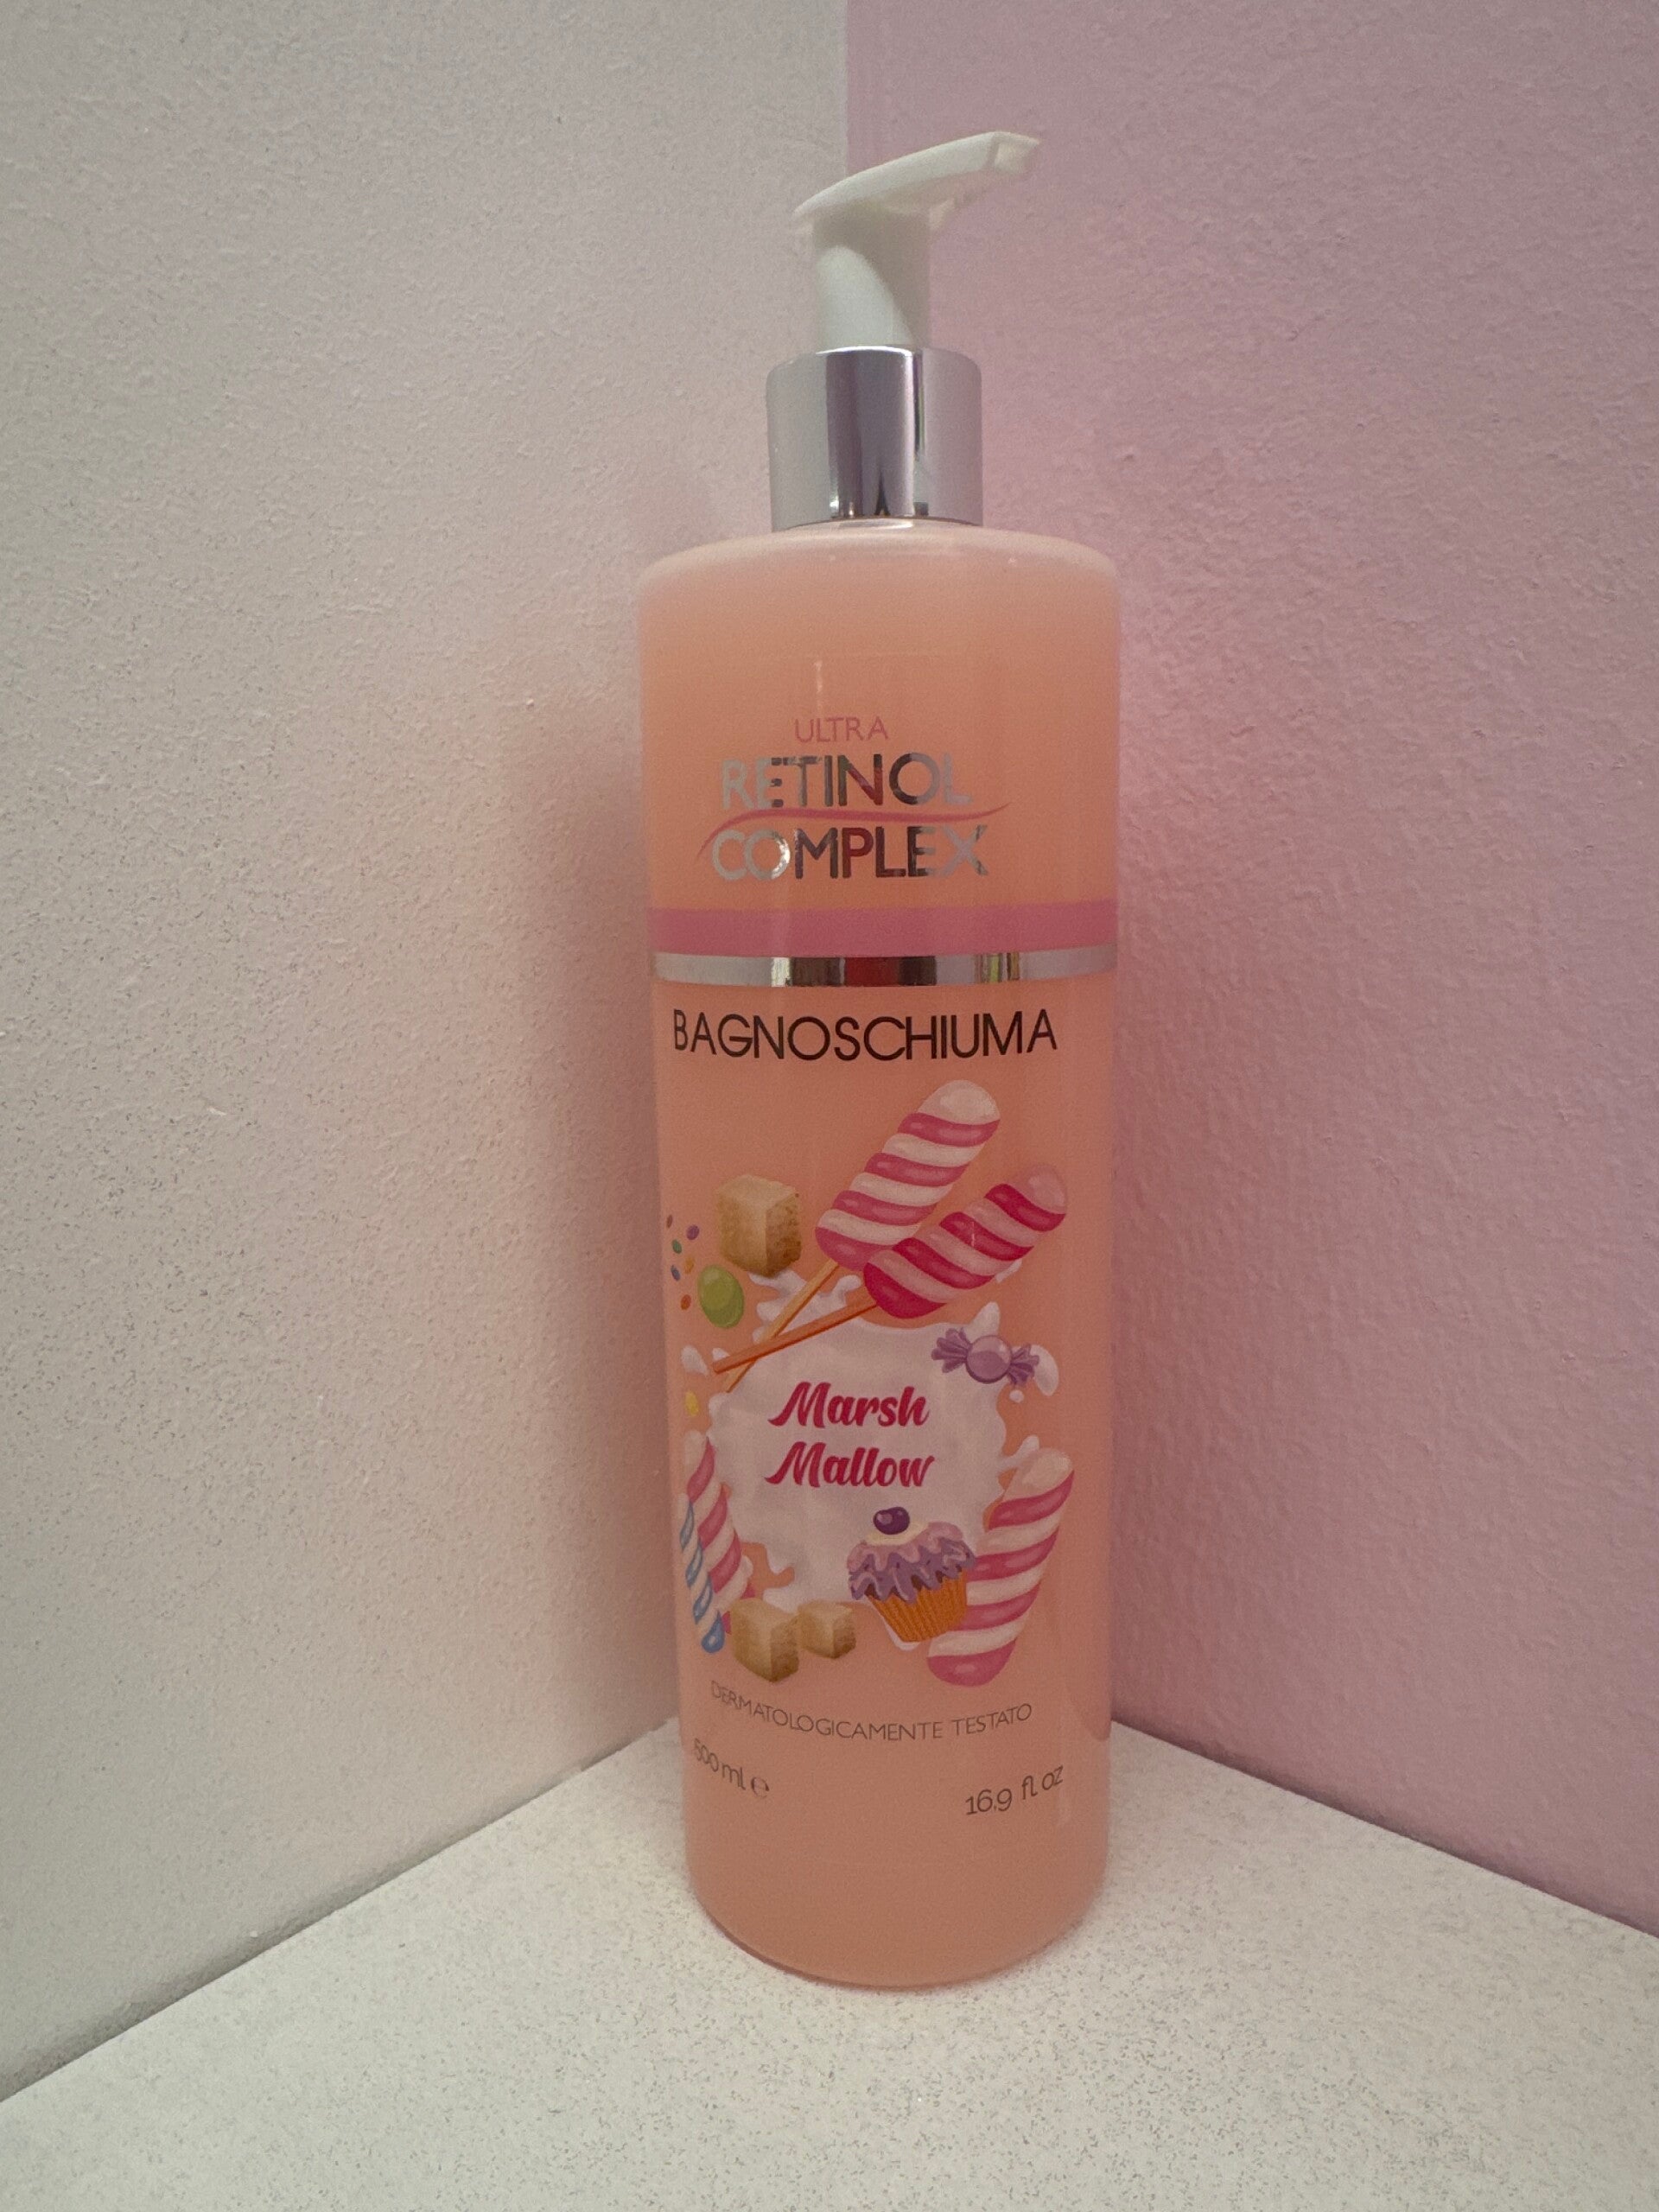 ULTRA
RETINOL
COMPLEX
BAGNOSCHIUMA
Marsh
Mallow
DERMATOLOGICAMENTE TESTATO
500 ml ℮
16.9 fl oz